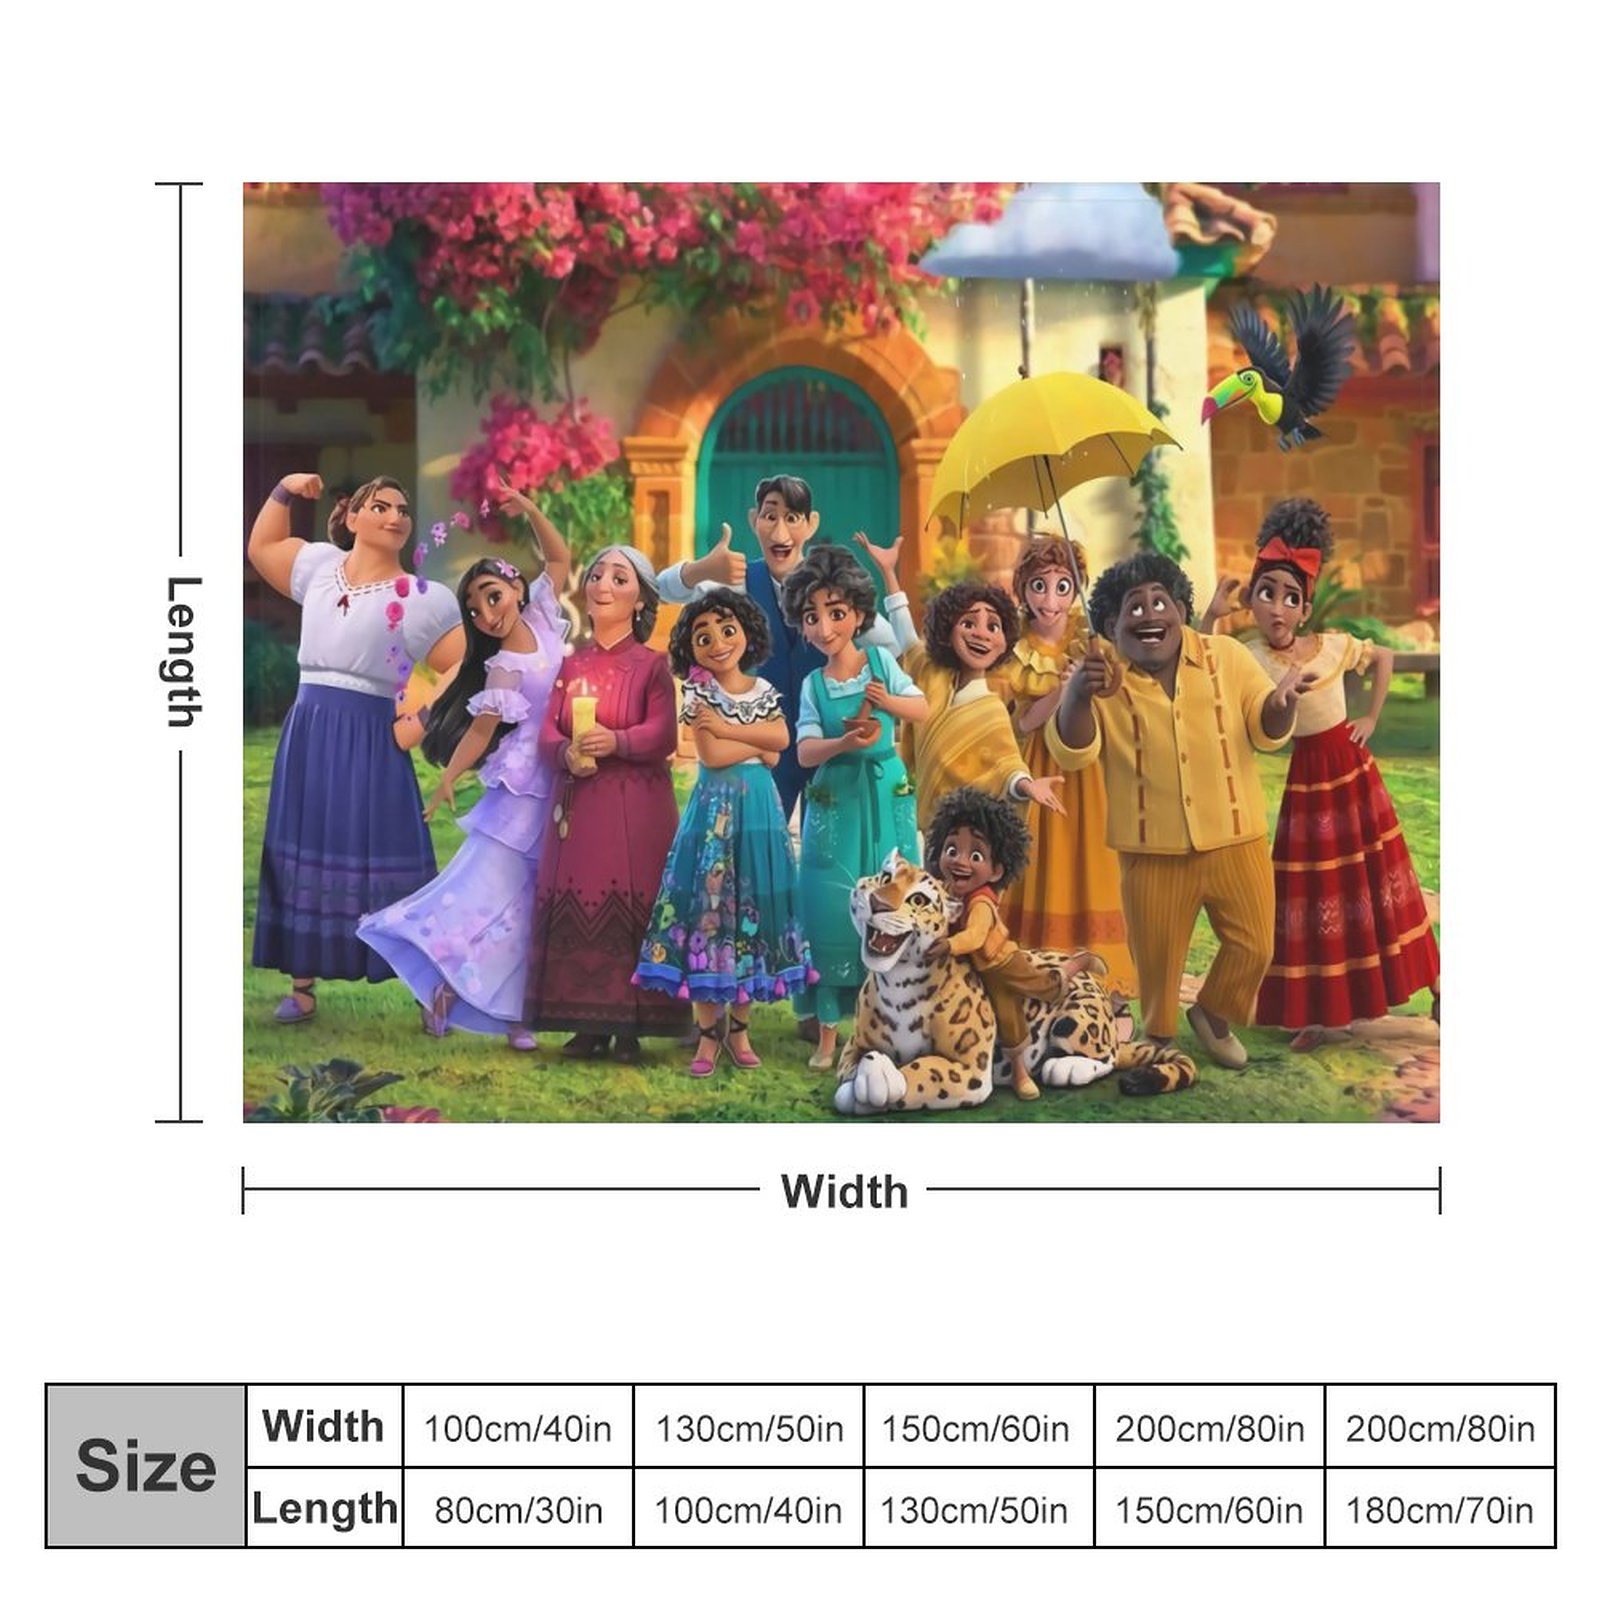 Length
Width
Size
Width 100cm/40in 130cm/50in 150cm/60in 200cm/80in 200cm/80in
Length 80cm/30in 100cm/40in 130cm/50in 150cm/60in 180cm/70in